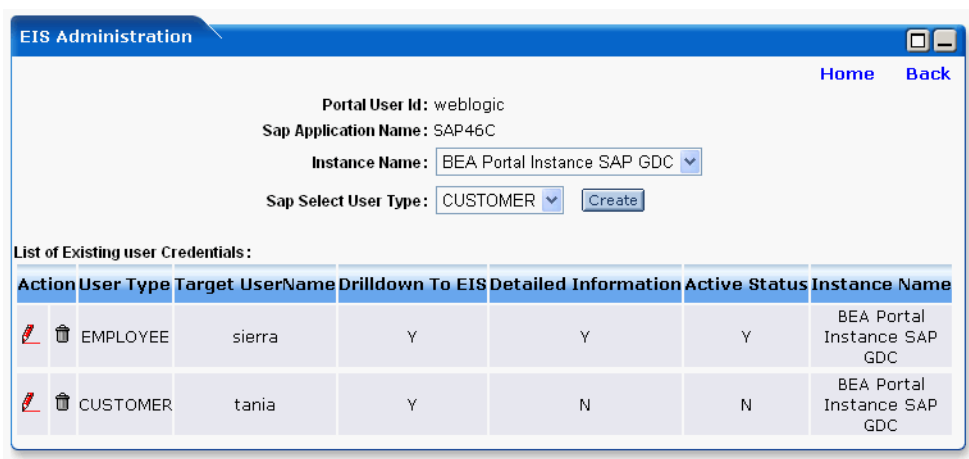 EIS Administration
Home Back
Portal User Id: weblogic
Sap Application Name: SAP46C
Instance Name: BEA Portal Instance SAP GDC
Sap Select User Type: CUSTOMER Create
List of Existing user Credentials:
Action User Type Target UserName Drilldown To EIS Detailed Information Active Status Instance Name
EMPLOYEE sierra Y Y Y BEA Portal
Instance SAP
GDC
CUSTOMER tania Y N N BEA Portal
Instance SAP
GDC